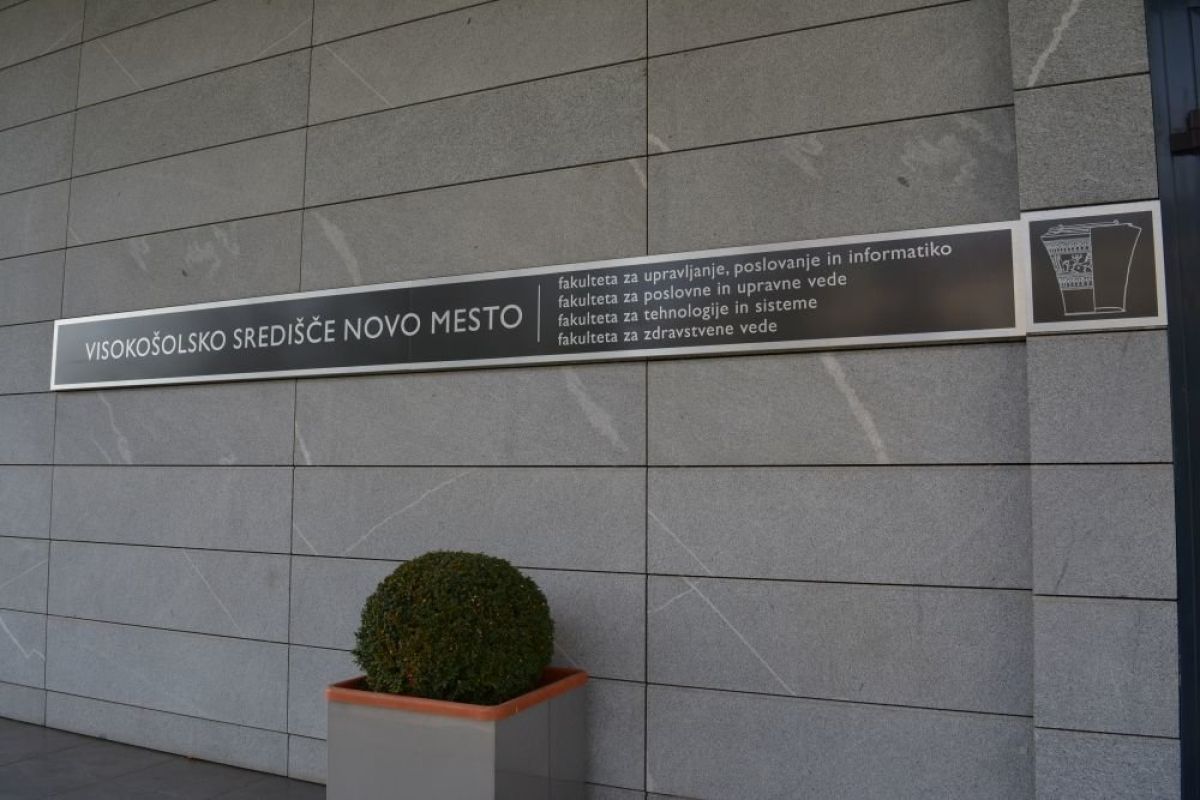 VISOKOŠOLSKO SREDIŠČE NOVO MESTO
fakulteta za upravljanje, poslovanje in informatiko
fakulteta za poslovne in upravne vede
fakulteta za tehnologije in sisteme
fakulteta za zdravstvene vede